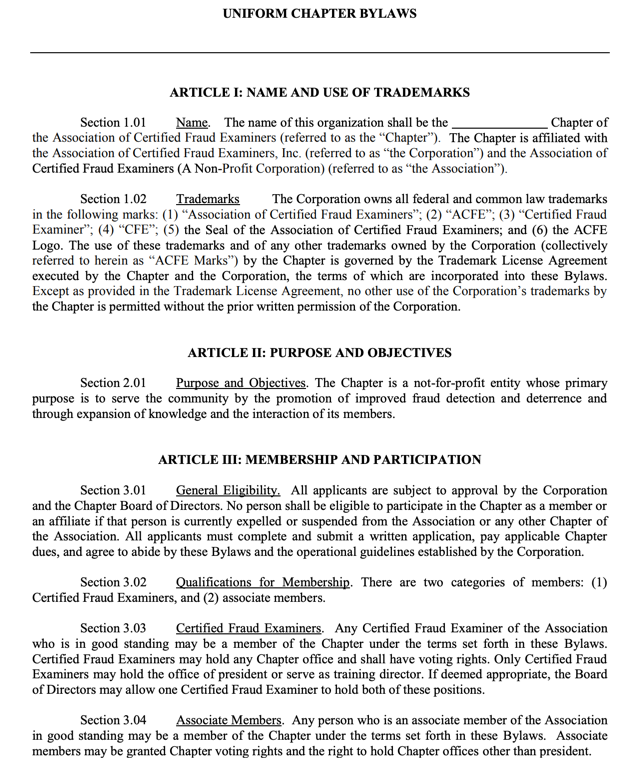 UNIFORM CHAPTER BYLAWS
ARTICLE I: NAME AND USE OF TRADEMARKS
Section 1.01 Name. The name of this organization shall be the _______________ Chapter of
the Association of Certified Fraud Examiners (referred to as the “Chapter”). The Chapter is affiliated with
the Association of Certified Fraud Examiners, Inc. (referred to as “the Corporation”) and the Association of
Certified Fraud Examiners (A Non-Profit Corporation) (referred to as “the Association”).
Section 1.02 Trademarks The Corporation owns all federal and common law trademarks
in the following marks: (1) “Association of Certified Fraud Examiners”; (2) “ACFE”; (3) “Certified Fraud
Examiner”; (4) “CFE”; (5) the Seal of the Association of Certified Fraud Examiners; and (6) the ACFE
Logo. The use of these trademarks and of any other trademarks owned by the Corporation (collectively
referred to herein as “ACFE Marks”) by the Chapter is governed by the Trademark License Agreement
executed by the Chapter and the Corporation, the terms of which are incorporated into these Bylaws.
Except as provided in the Trademark License Agreement, no other use of the Corporation’s trademarks by
the Chapter is permitted without the prior written permission of the Corporation.
ARTICLE II: PURPOSE AND OBJECTIVES
Section 2.01 Purpose and Objectives. The Chapter is a not-for-profit entity whose primary
purpose is to serve the community by the promotion of improved fraud detection and deterrence and
through expansion of knowledge and the interaction of its members.
ARTICLE III: MEMBERSHIP AND PARTICIPATION
Section 3.01 General Eligibility. All applicants are subject to approval by the Corporation
and the Chapter Board of Directors. No person shall be eligible to participate in the Chapter as a member or
an affiliate if that person is currently expelled or suspended from the Association or any other Chapter of
the Association. All applicants must complete and submit a written application, pay applicable Chapter
dues, and agree to abide by these Bylaws and the operational guidelines established by the Corporation.
Section 3.02 Qualifications for Membership. There are two categories of members: (1)
Certified Fraud Examiners, and (2) associate members.
Section 3.03 Certified Fraud Examiners. Any Certified Fraud Examiner of the Association
who is in good standing may be a member of the Chapter under the terms set forth in these Bylaws.
Certified Fraud Examiners may hold any Chapter office and shall have voting rights. Only Certified Fraud
Examiners may hold the office of president or serve as training director. If deemed appropriate, the Board
of Directors may allow one Certified Fraud Examiner to hold both of these positions.
Section 3.04 Associate Members. Any person who is an associate member of the Association
in good standing may be a member of the Chapter under the terms set forth in these Bylaws. Associate
members may be granted Chapter voting rights and the right to hold Chapter offices other than president.